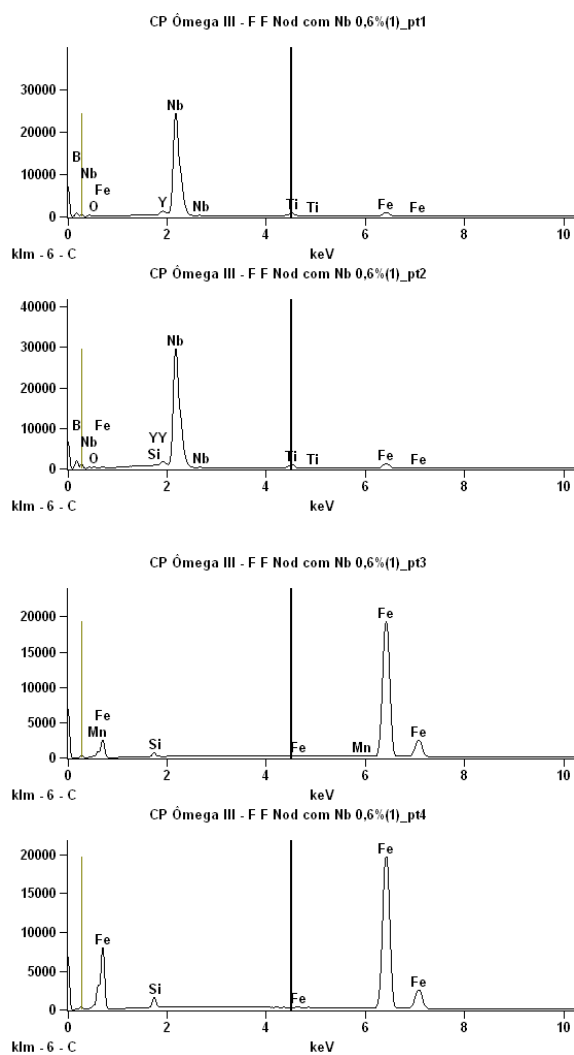 CP Ômega III - F F Nod com Nb 0,6%(1)_pt1
30000
20000
10000
0
B
Nb
Fe
O
Y
Nb
Nb
Ti
Ti
Fe
Fe
0 2 4 6 8 10
klm - 6 - C keV
CP Ômega III - F F Nod com Nb 0,6%(1)_pt2
40000
30000
20000
10000
0
B
Nb
Fe
O
YY
Si
Nb
Nb
Ti
Ti
Fe
Fe
0 2 4 6 8 10
klm - 6 - C keV
CP Ômega III - F F Nod com Nb 0,6%(1)_pt3
20000
15000
10000
5000
0
Fe
Mn
Si
Fe
Mn
Fe
Fe
0 2 4 6 8 10
klm - 6 - C keV
CP Ômega III - F F Nod com Nb 0,6%(1)_pt4
20000
15000
10000
5000
0
Fe
Si
Fe
Fe
Fe
0 2 4 6 8 10
klm - 6 - C keV